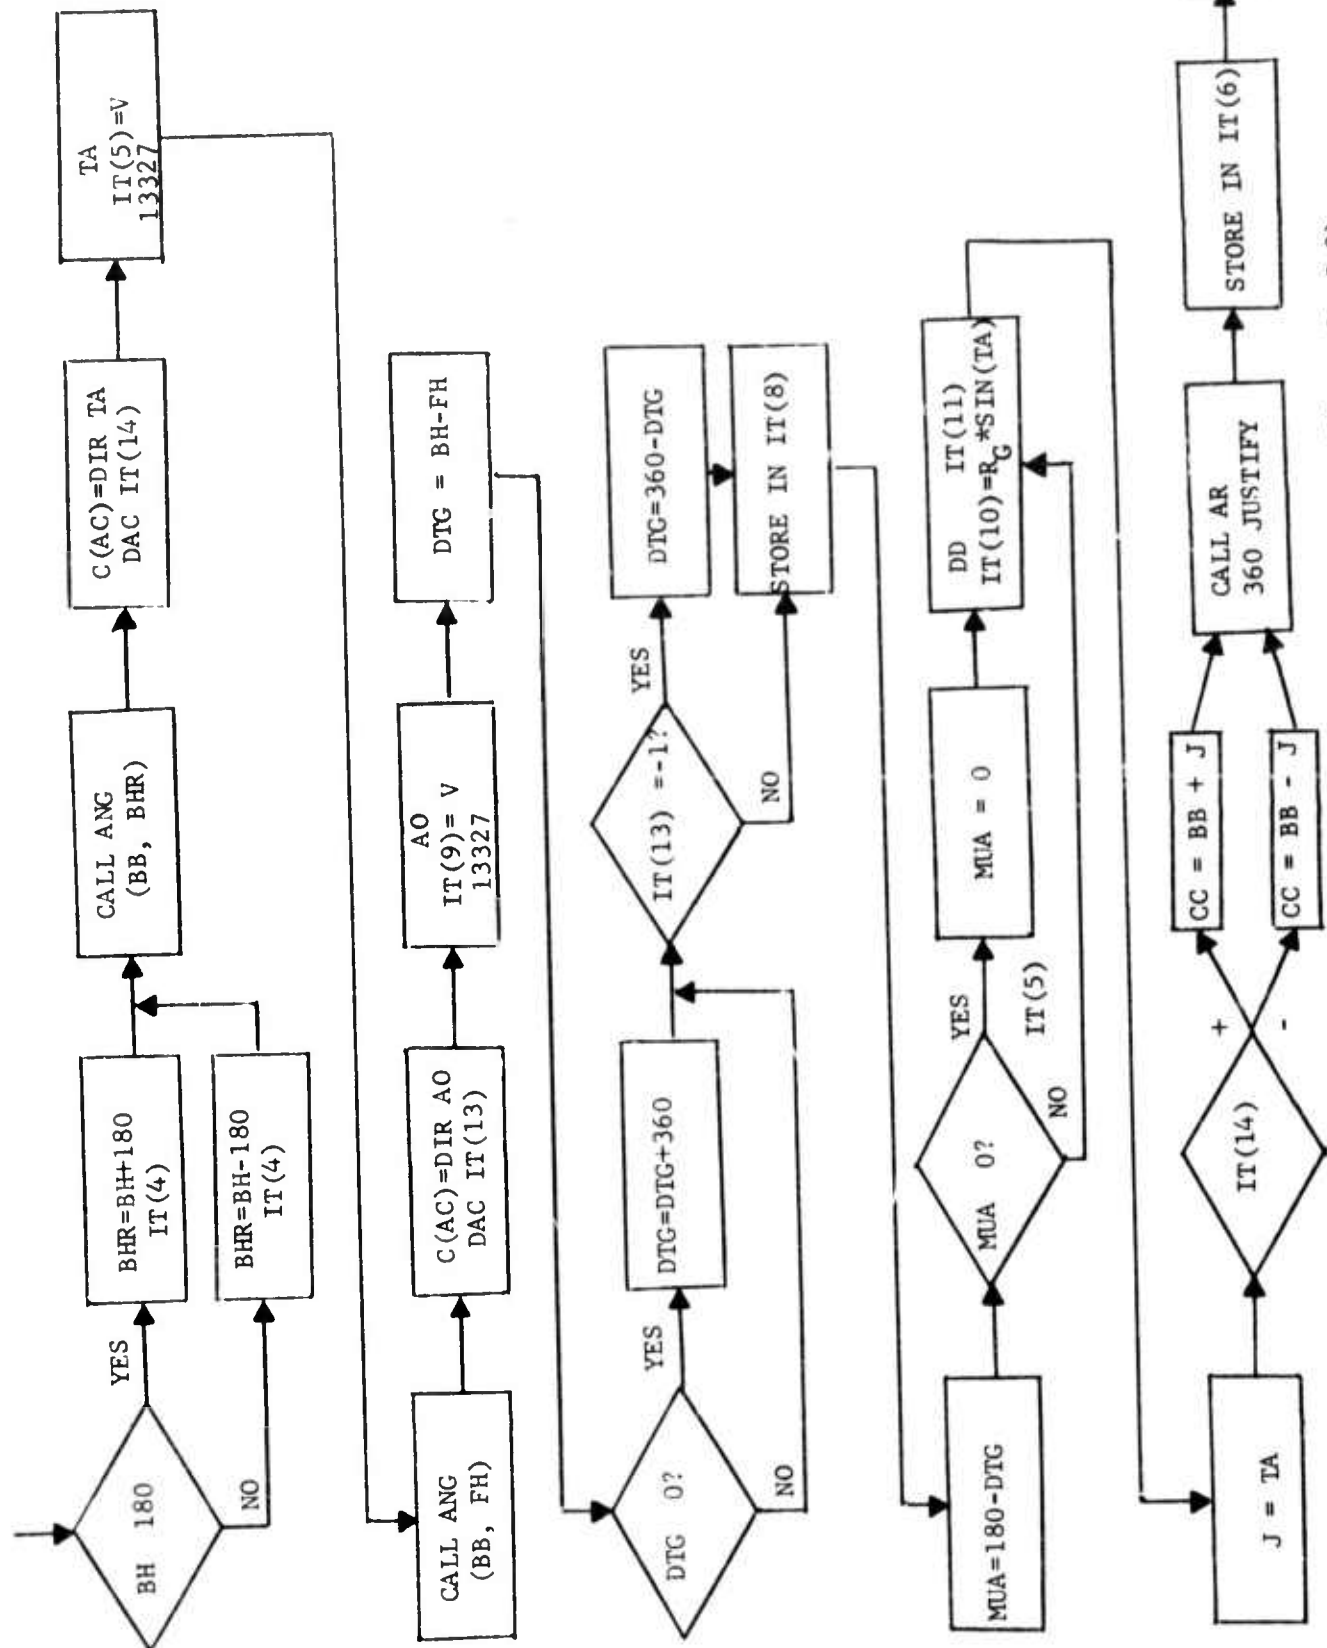 BH 180
YES
NO
BHR=BH+180
IT(4)
BHR=BH-180
IT(4)
CALL ANG
(BB, BHR)
C(AC)=DIR TA
DAC IT(14)
TA
IT(5)=V
13327
CALL ANG
(BB, FH)
C(AC)=DIR AO
DAC IT(13)
AO
IT(9)= V
13327
DTG = BH-FH
DTG 0?
YES
NO
DTG=DTG+360
IT(13) =-1?
YES
NO
DTG=360-DTG
STORE IN IT(8)
MUA=180-DTG
MUA 0?
YES
NO
IT(5)
MUA = 0
DD IT(11)
IT(10)=RG*SIN(TA)
J = TA
IT(14)
+
-
CC = BB + J
CC = BB - J
CALL AR
360 JUSTIFY
STORE IN IT(6)